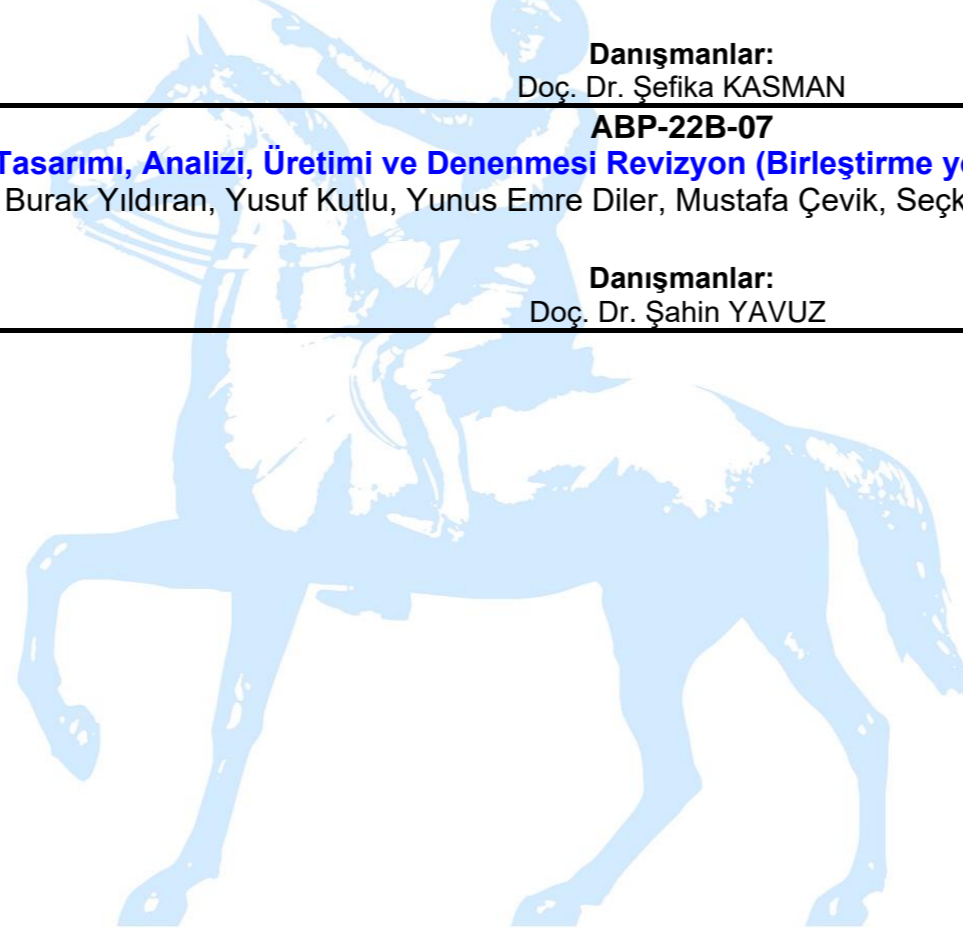 Danışmanlar:
Doç. Dr. Şefika KASMAN
ABP-22B-07
Tasarımı, Analizi, Üretimi ve Denenmesi Revizyon (Birleştirme
Burak Yıldıran, Yusuf Kutlu, Yunus Emre Diler, Mustafa Çevik,
Danışmanlar:
Doç. Dr. Şahin YAVUZ